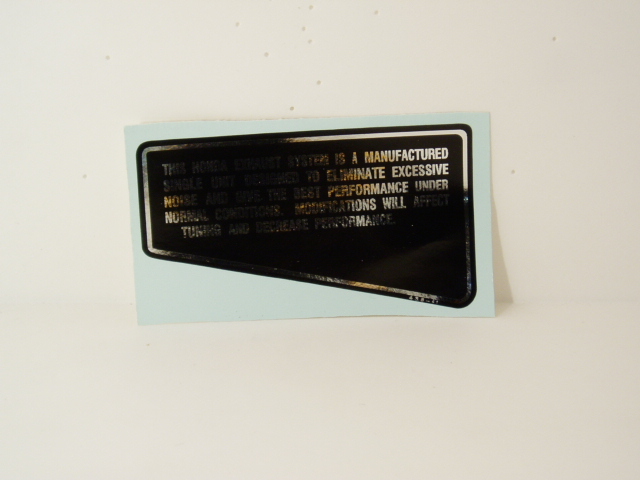 THIS HONDA EXHAUST SYSTEM IS A MANUFACTURED
SINGLE UNIT DESIGNED TO ELIMINATE EXCESSIVE
NOISE AND GIVE THE BEST PERFORMANCE UNDER
NORMAL CONDITIONS. MODIFICATIONS WILL AFFECT
TUNING AND DECREASE PERFORMANCE.